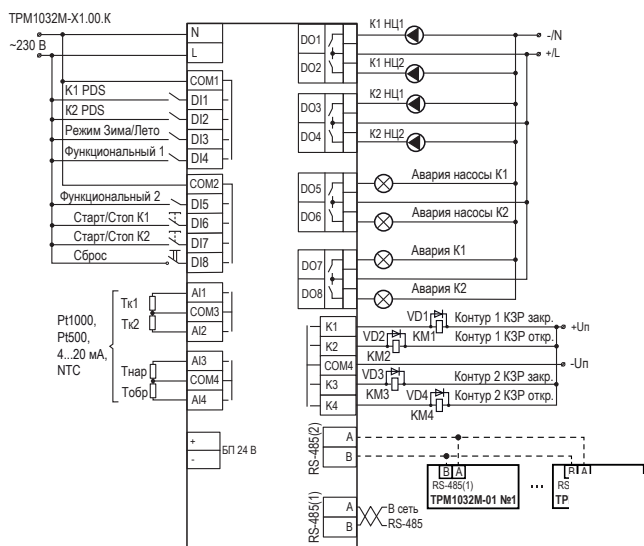 ТРМ1032М-Х1.00.К
~230 В
N
L
COM1
К1 PDS
DI1
К2 PDS
DI2
Режим Зима/Лето
DI3
Функциональный 1
DI4
COM2
Функциональный 2
DI5
Старт/Стоп К1
DI6
Старт/Стоп К2
DI7
Сброс
DI8
Pt1000,
Pt500,
4...20 мА,
NTC
Тк1
Тк2
Тнар
Тобр
AI1
COM3
AI2
AI3
COM4
AI4
+
-
БП 24 В
DO1
DO2
К1 НЦ1
К1 НЦ2
-/N
+/L
DO3
DO4
К2 НЦ1
К2 НЦ2
DO5
DO6
Авария насосы К1
Авария насосы К2
DO7
DO8
Авария К1
Авария К2
K1
K2
COM4
K3
K4
VD1
KM1
Контур 1 КЗР закр.
VD2
KM2
Контур 1 КЗР откр.
VD3
KM3
Контур 2 КЗР закр.
VD4
KM4
Контур 2 КЗР откр.
+Uп
-Uп
RS-485(2)
A
B
B A
RS-485(1)
ТРМ1032М-01 №1
...
B A
RS
ТР
RS-485(1)
A
B
В сеть
RS-485